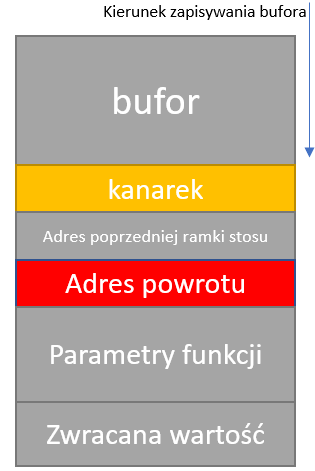 Kierunek zapisywania bufora
bufor
kanarek
Adres poprzedniej ramki stosu
Adres powrotu
Parametry funkcji
Zwracana wartość